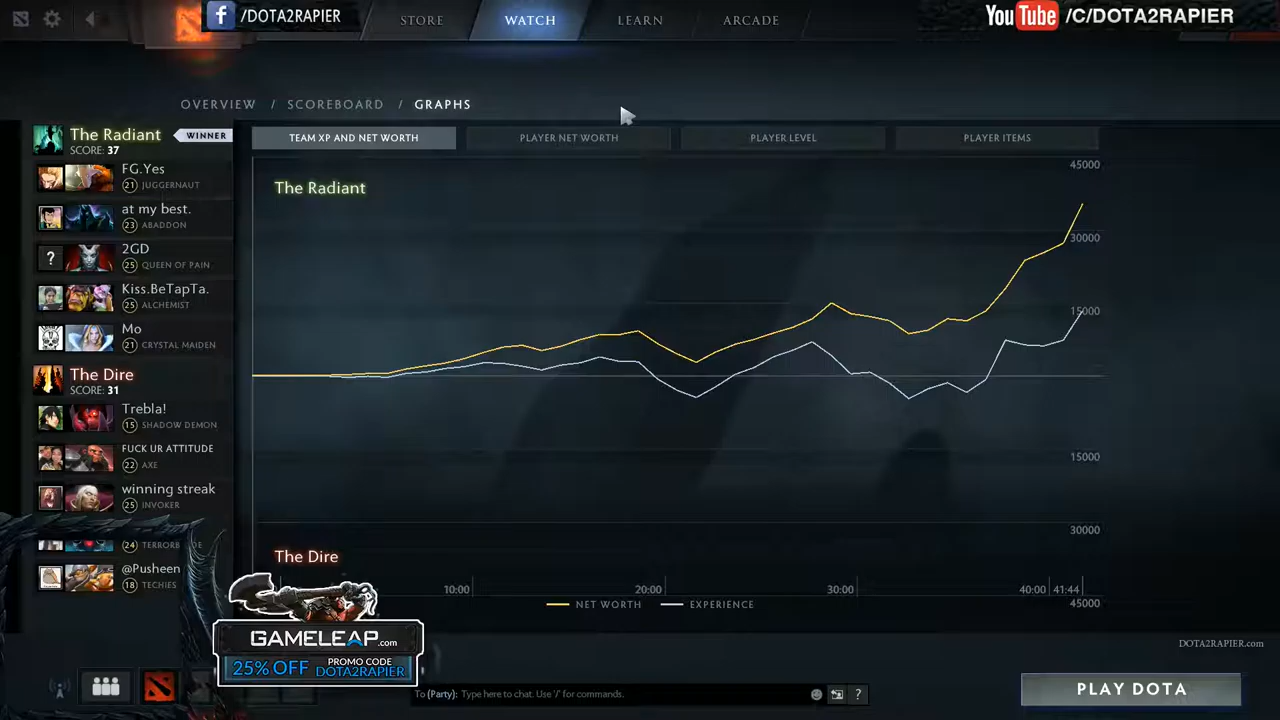 /DOTA2RAPIER
STORE
WATCH
LEARN
ARCADE
YouTube /C/DOTA2RAPIER
OVERVIEW / SCOREBOARD / GRAPHS
The Radiant
WINNER
SCORE: 37
FG.Yes
21 JUGGERNAUT
at my best.
23 ABADDON
? 2GD
25 QUEEN OF PAIN
Kiss.BeTapTa.
25 ALCHEMIST
Mo
21 CRYSTAL MAIDEN
The Dire
SCORE: 31
Trebla!
15 SHADOW DEMON
FUCK UR ATTITUDE
22 AXE
winning streak
25 INVOKER
24
@Pusheen
18 TECHIES
TEAM XP AND NET WORTH
PLAYER NET WORTH
PLAYER LEVEL
PLAYER ITEMS
The Radiant
45000
30000
15000
15000
30000
45000
The Dire
10:00
20:00
30:00
40:00
41:44
NET WORTH
EXPERIENCE
GAMELEAP.com
25% OFF PROMO CODE
DOTA2RAPIER
DOTA2RAPIER.com
To (Party): Type here to chat. Use '/' for commands.
?
PLAY DOTA